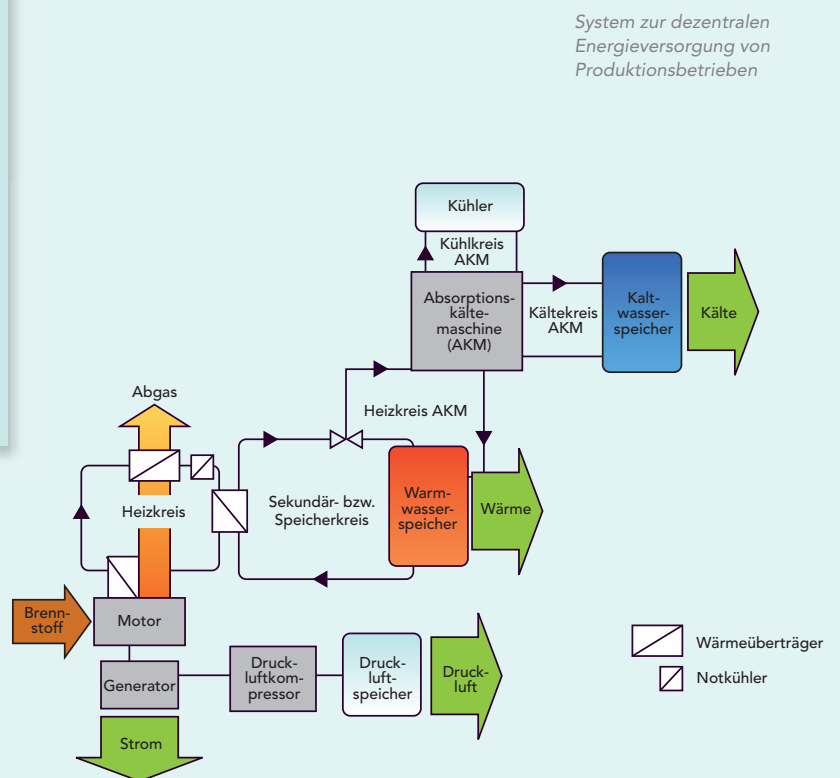 System zur dezentralen
Energieversorgung von
Produktionsbetrieben
Kühler
Kühlkreis
AKM
Absorptions-
kälte-
maschine
(AKM)
Kältekreis
AKM
Kalt-
wasser-
speicher
Kälte
Abgas
Heizkreis AKM
Heizkreis
Sekundär- bzw.
Speicherkreis
Warm-
wasser-
speicher
Wärme
Brenn-
stoff
Motor
Generator
Druck-
luftkom-
pressor
Druck-
luft-
speicher
Druck-
luft
Strom
Wärmeüberträger
Notkühler